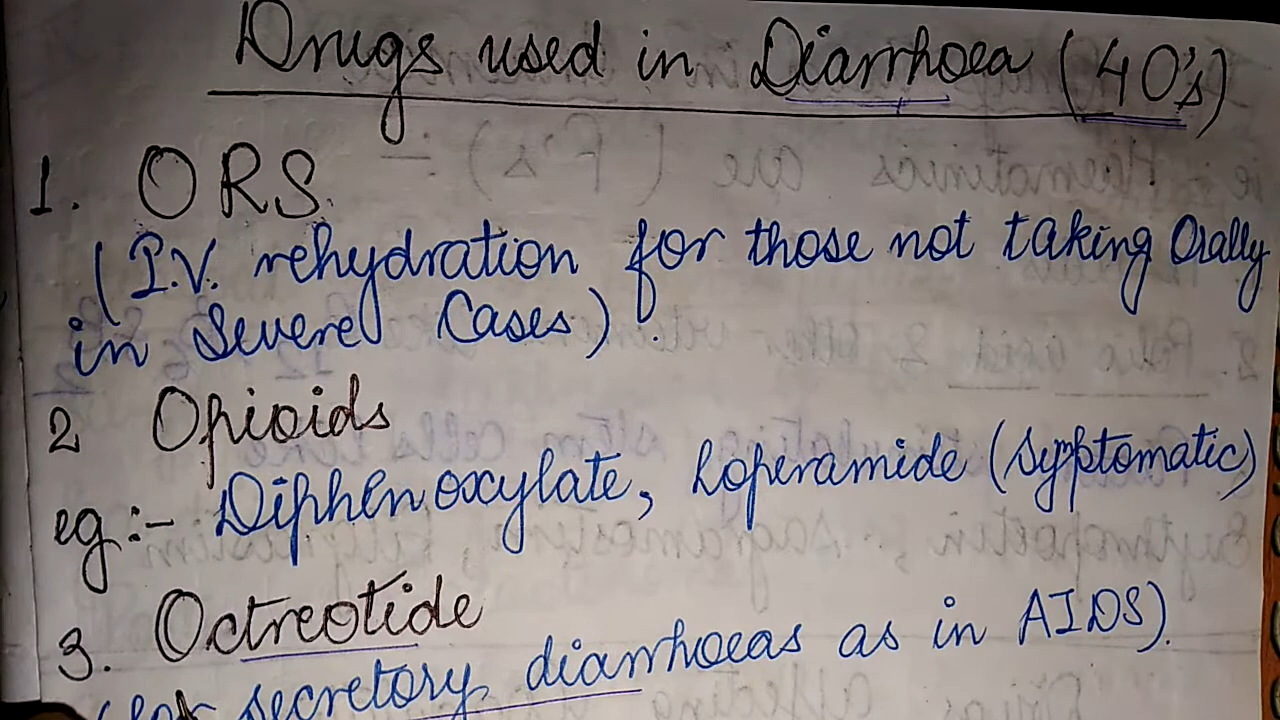 Drugs used in Diarrhoea (40's)
1. ORS
(I.V. rehydration for those not taking Orally
in Severe Cases).
2 Opioids
eg:- Diphenoxylate, Loperamide (Syptomatic)
3. Octreotide
(For secretory diarrhoeas as in AIDS).